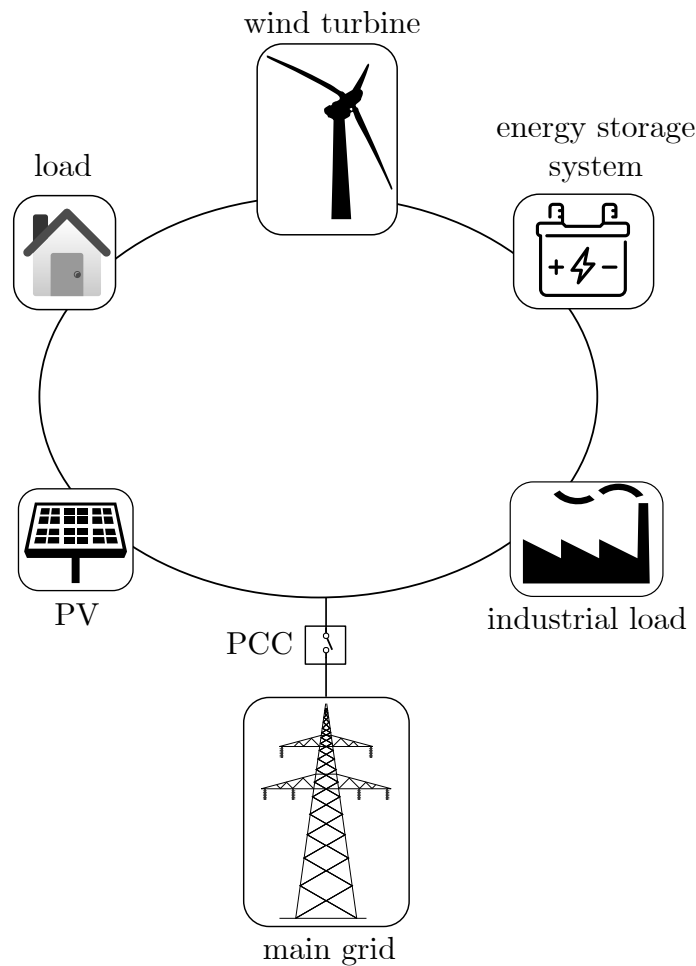 wind turbine
energy storage
system
load
PV
industrial load
PCC
main grid